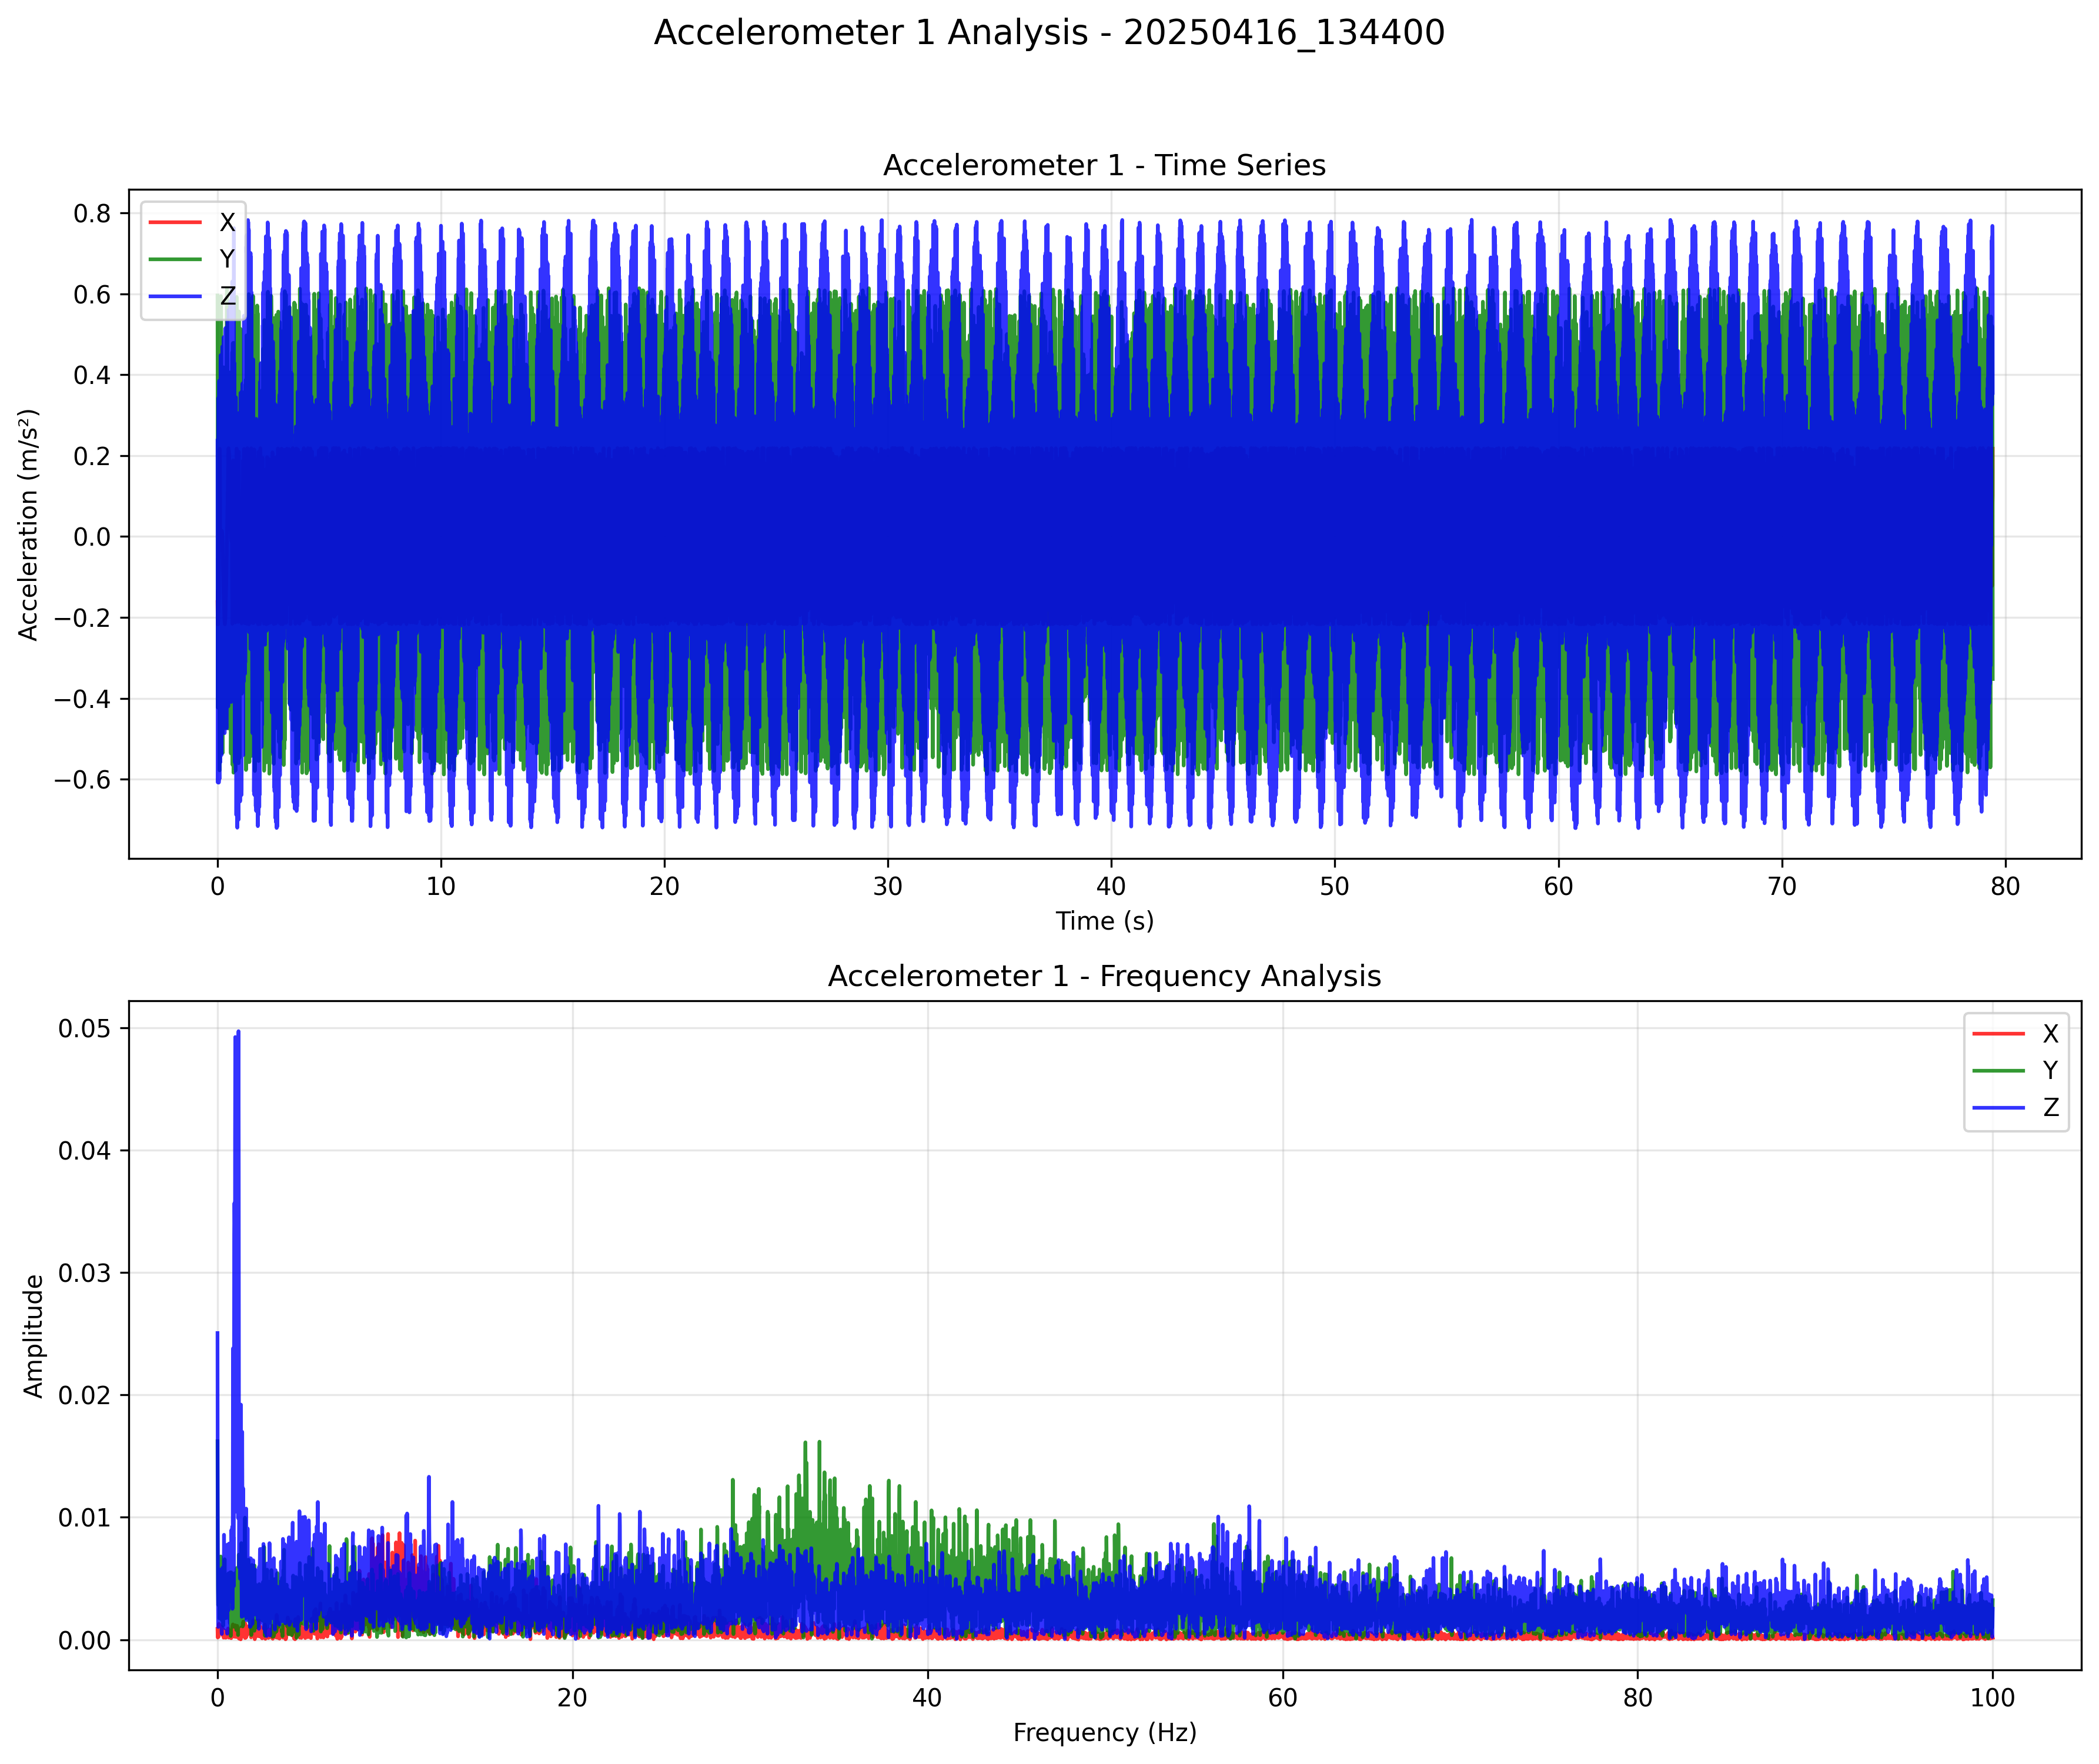 Accelerometer 1 Analysis - 20250416_134400
Accelerometer 1 - Time Series
X
Y
Z
0.8
0.6
0.4
0.2
0.0
−0.2
−0.4
−0.6
Acceleration (m/s²)
0 10 20 30 40 50 60 70 80
Time (s)
Accelerometer 1 - Frequency Analysis
X
Y
Z
0.05
0.04
0.03
0.02
0.01
0.00
Amplitude
0 20 40 60 80 100
Frequency (Hz)